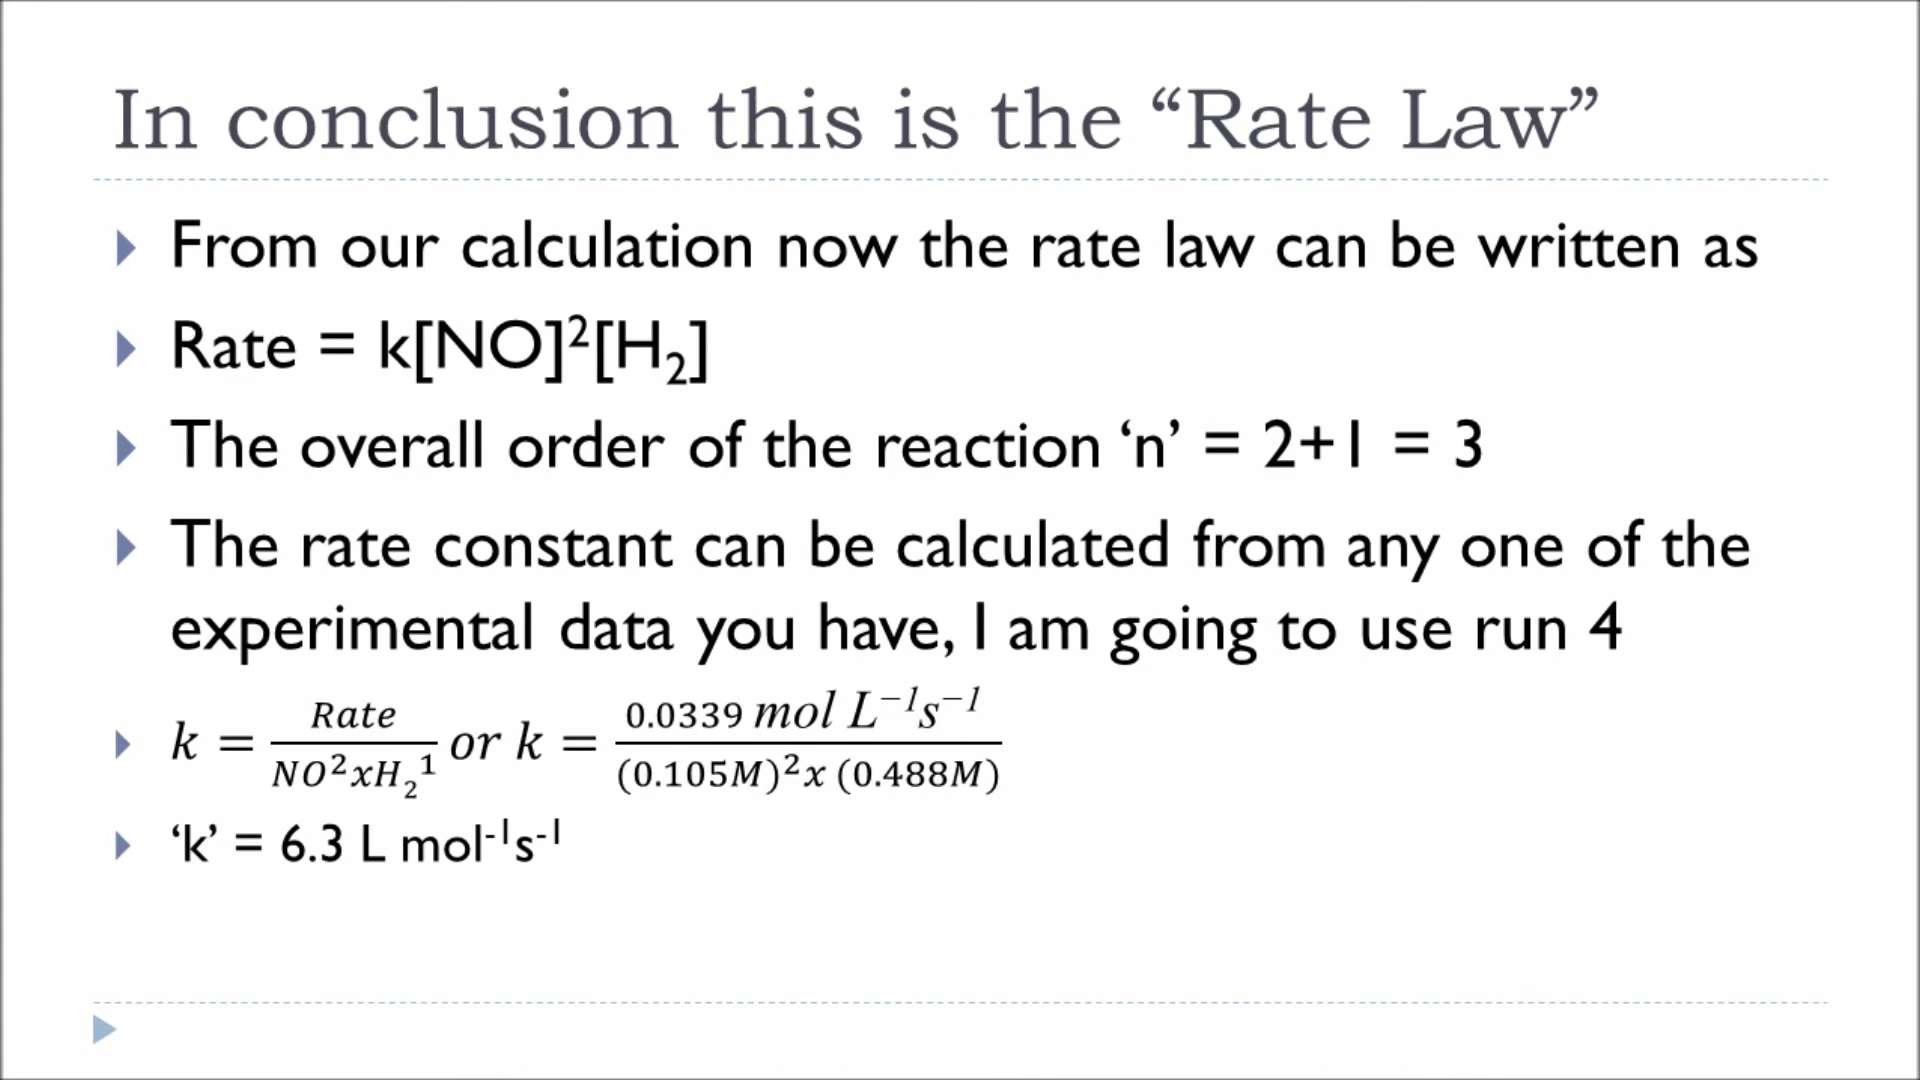 In conclusion this is the “Rate Law”
From our calculation now the rate law can be written as
Rate = k[NO]²[H₂]
The overall order of the reaction ‘n’ = 2+1 = 3
The rate constant can be calculated from any one of the
experimental data you have, I am going to use run 4
k = Rate / NO²xH₂¹ or k = 0.0339 mol L⁻¹s⁻¹ / (0.105M)²x (0.488M)
‘k’ = 6.3 L mol⁻¹s⁻¹